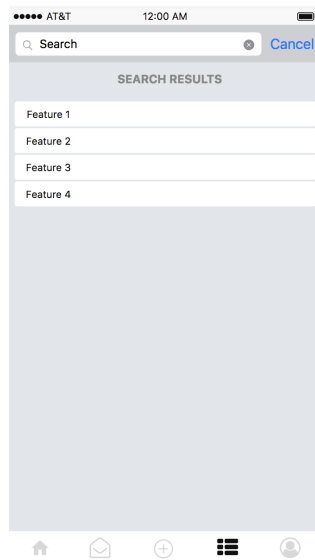 AT&T 12:00 AM
Search Cancel
SEARCH RESULTS
Feature 1
Feature 2
Feature 3
Feature 4